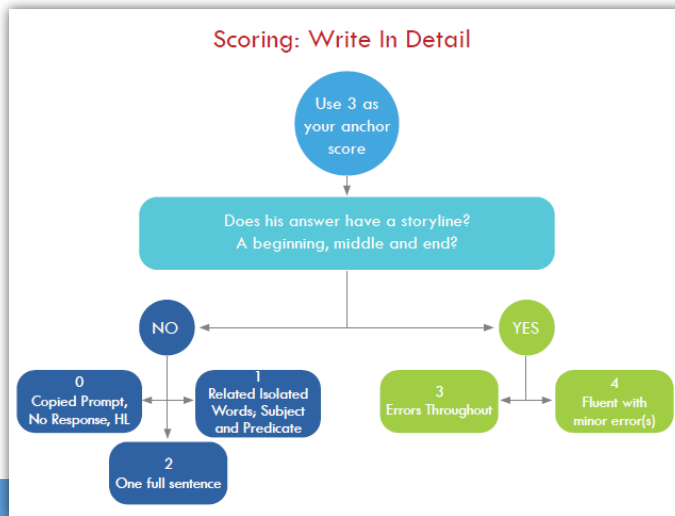 Scoring: Write In Detail
Use 3 as
your anchor
score
Does his answer have a storyline?
A beginning, middle and end?
NO
YES
0
Copied Prompt,
No Response, HL
1
Related Isolated
Words; Subject
and Predicate
2
One full sentence
3
Errors Throughout
4
Fluent with
minor error(s)